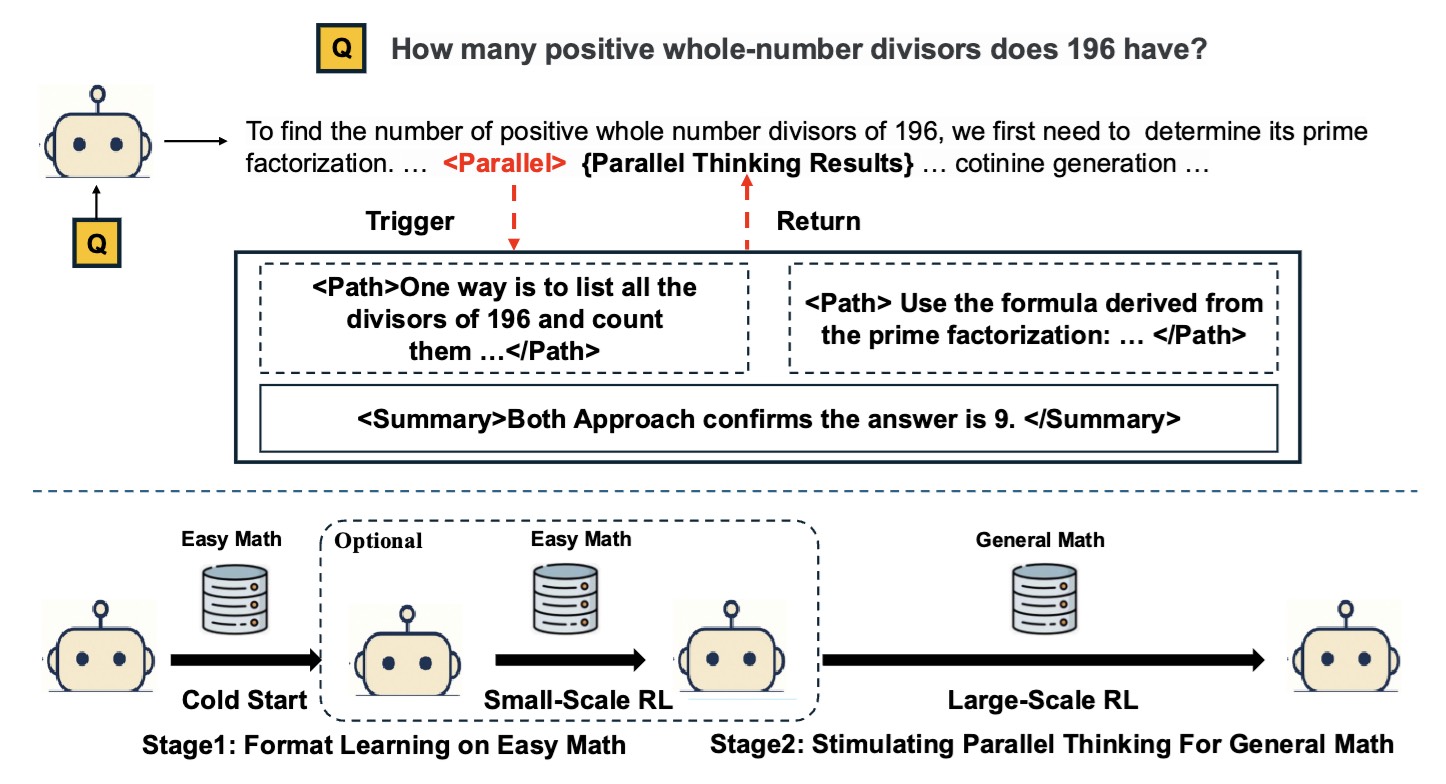 Q How many positive whole-number divisors does 196 have?
To find the number of positive whole number divisors of 196, we first need to determine its prime
factorization. … <Parallel> {Parallel Thinking Results} … cotinine generation …
Q
Trigger
Return
<Path>One way is to list all the
divisors of 196 and count
them …</Path>
<Path> Use the formula derived from
the prime factorization: … </Path>
<Summary>Both Approach confirms the answer is 9. </Summary>
Easy Math
Optional
Easy Math
General Math
Cold Start
Small-Scale RL
Large-Scale RL
Stage1: Format Learning on Easy Math
Stage2: Stimulating Parallel Thinking For General Math